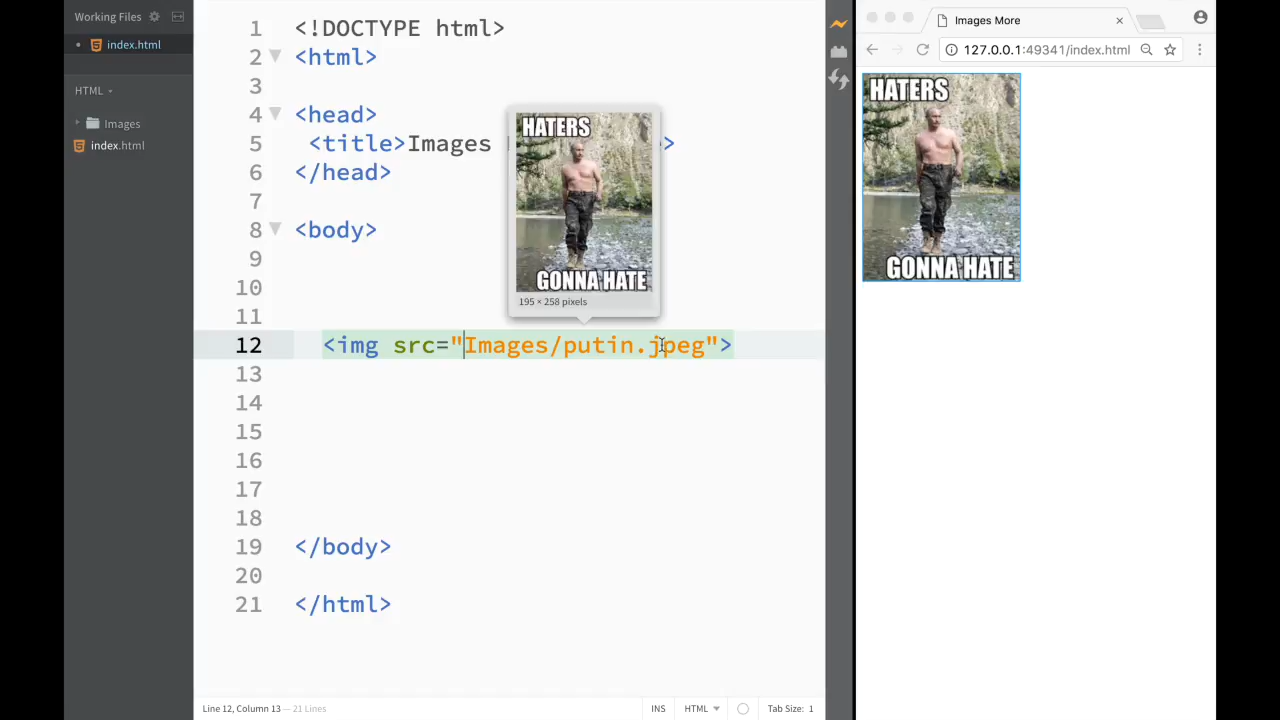 Working Files
index.html
HTML
Images
index.html
1 <!DOCTYPE html>
2 <html>
3
4 <head>
5 <title>Images >
6 </head>
7
8 <body>
9
10
11
12 <img src="Images/putin.jpeg">
13
14
15
16
17
18
19 </body>
20
21 </html>
HATERS
GONNA HATE
195 × 258 pixels
Line 12, Column 13 — 21 Lines
INS
HTML
Tab Size: 1
Images More
127.0.0.1:49341/index.html
HATERS
GONNA HATE